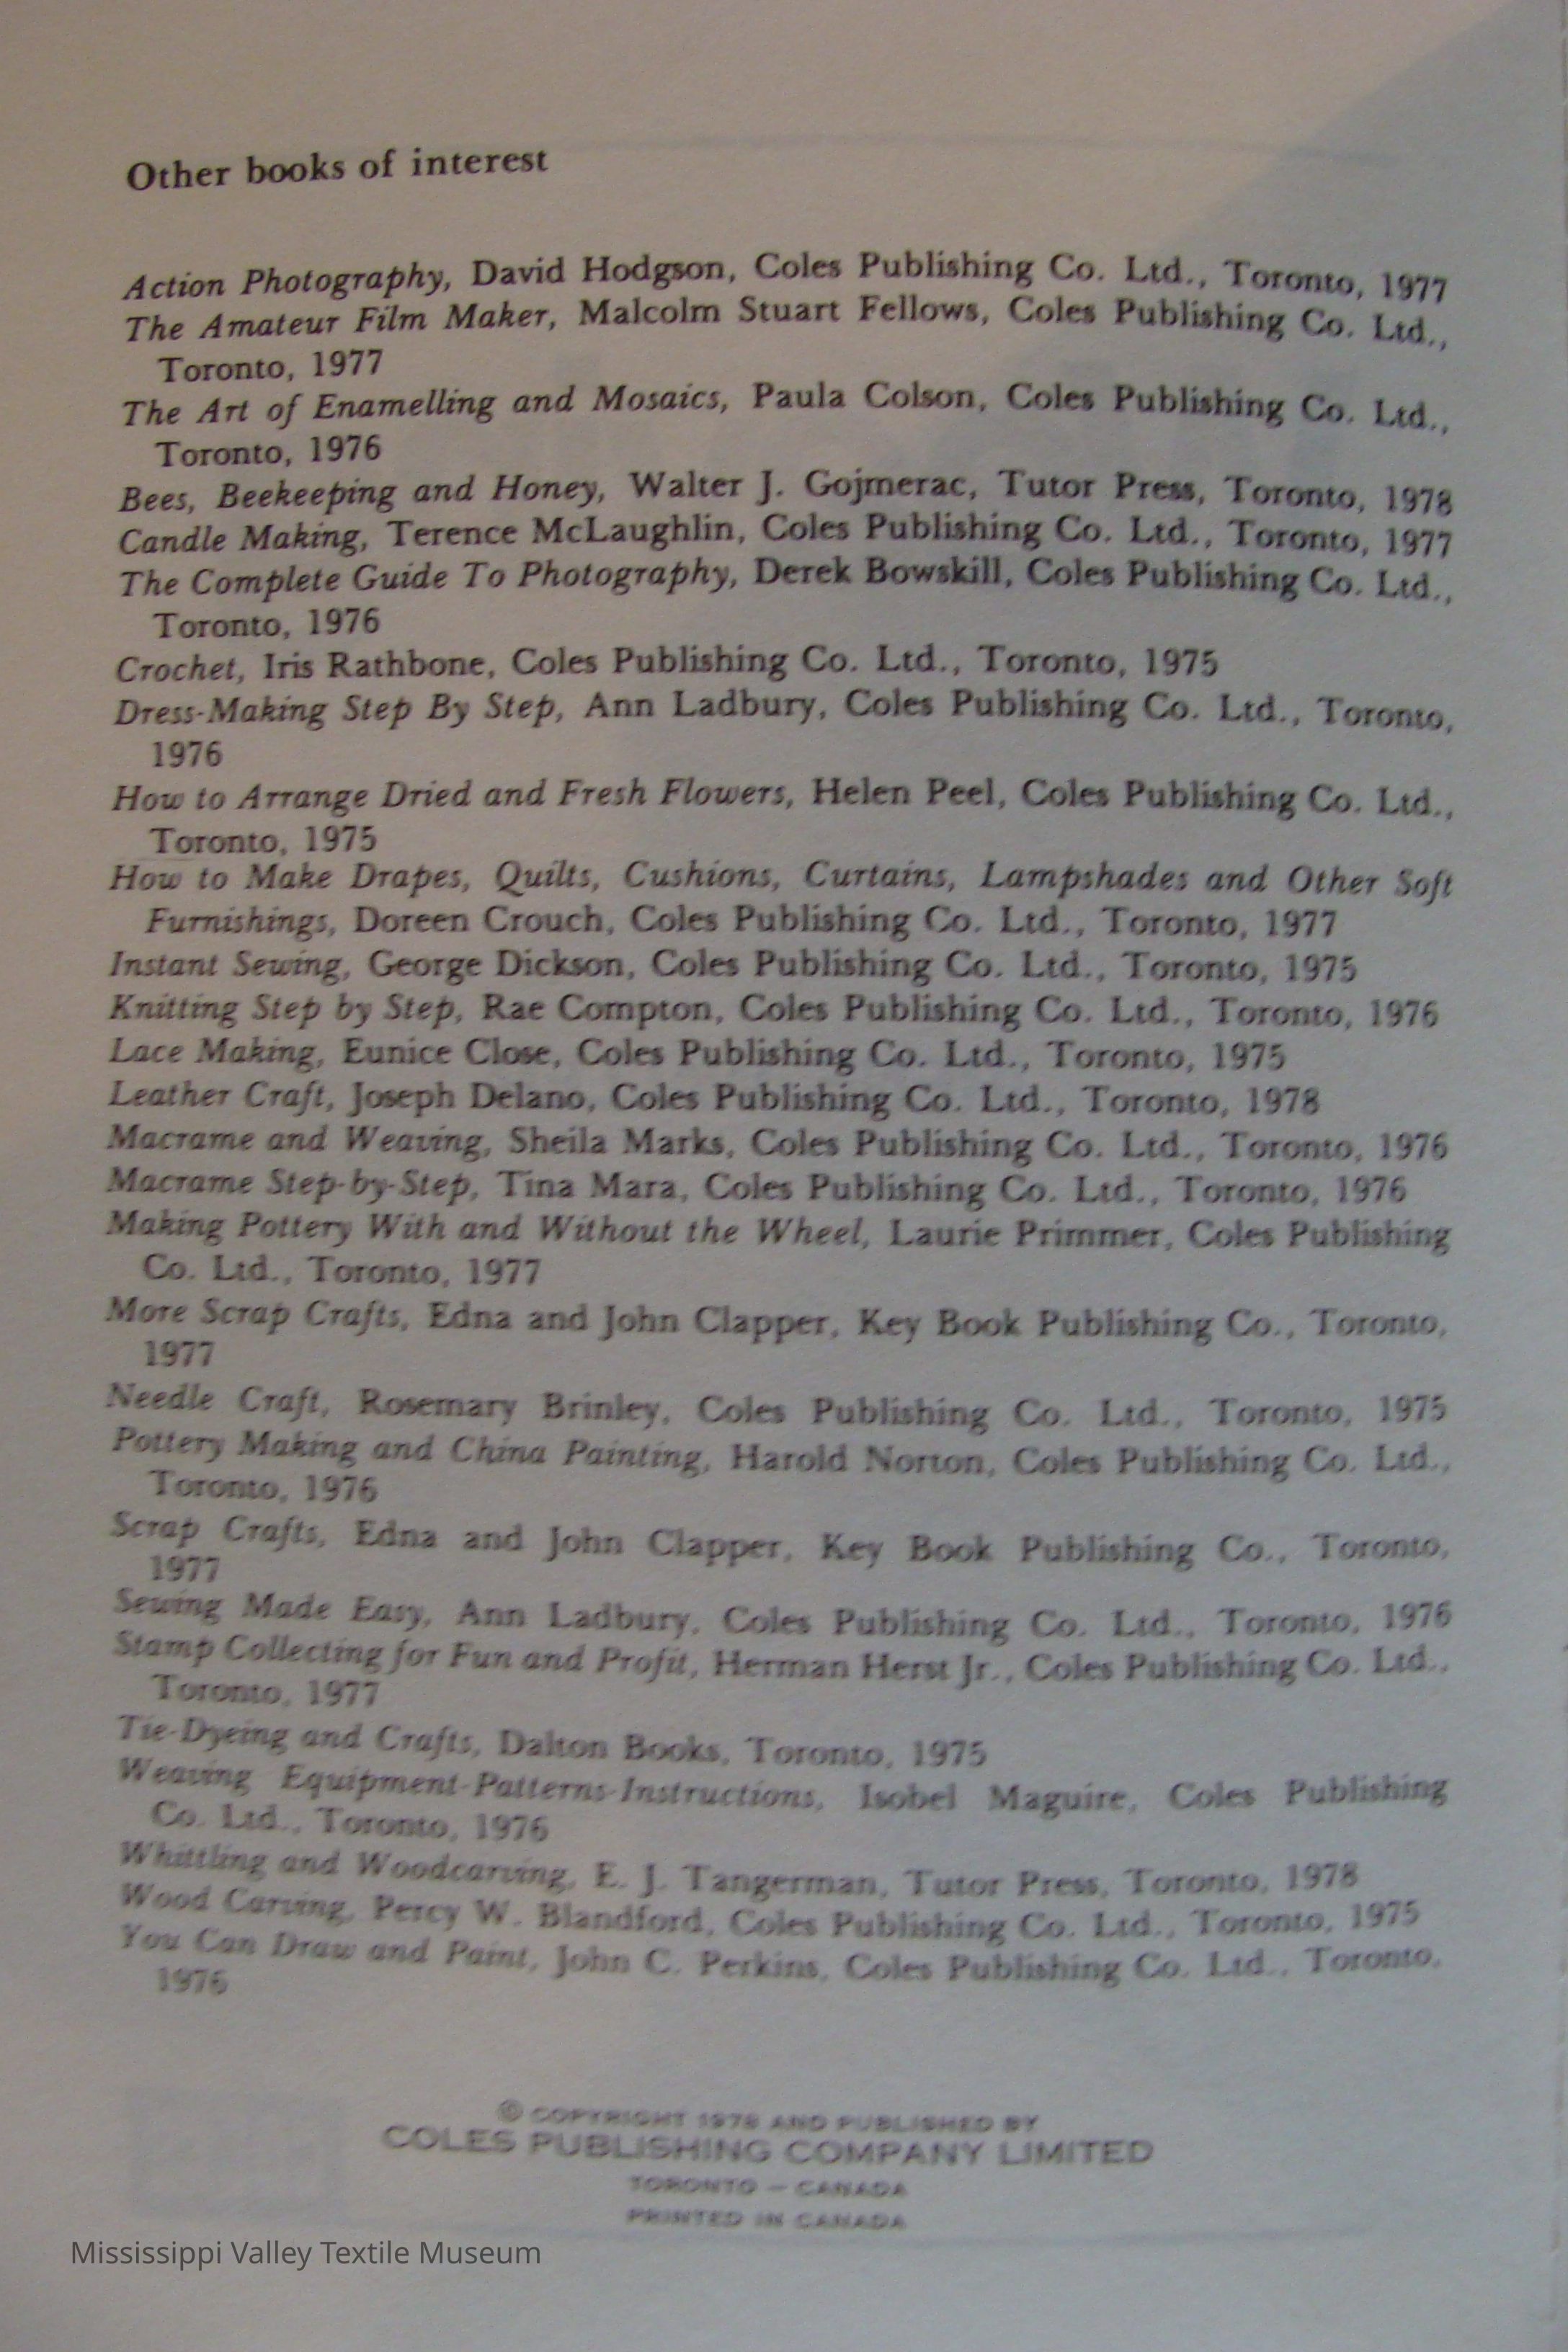 Other books of interest
Action Photography, David Hodgson, Coles Publishing Co. Ltd., Toronto, 1977
The Amateur Film Maker, Malcolm Stuart Fellows, Coles Publishing Co. Ltd.,
Toronto, 1977
The Art of Enamelling and Mosaics, Paula Colson, Coles Publishing Co. Ltd.,
Toronto, 1976
Bees, Beekeeping and Honey, Walter J. Gojmerac, Tutor Press, Toronto, 1978
Candle Making, Terence McLaughlin, Coles Publishing Co. Ltd., Toronto, 1977
The Complete Guide To Photography, Derek Bowskill, Coles Publishing Co. Ltd.,
Toronto, 1976
Crochet, Iris Rathbone, Coles Publishing Co. Ltd., Toronto, 1975
Dress-Making Step By Step, Ann Ladbury, Coles Publishing Co. Ltd., Toronto,
1976
How to Arrange Dried and Fresh Flowers, Helen Peel, Coles Publishing Co. Ltd.,
Toronto, 1975
How to Make Drapes, Quilts, Cushions, Curtains, Lampshades and Other Soft
Furnishings, Doreen Crouch, Coles Publishing Co. Ltd., Toronto, 1977
Instant Sewing, George Dickson, Coles Publishing Co. Ltd., Toronto, 1975
Knitting Step by Step, Rae Compton, Coles Publishing Co. Ltd., Toronto, 1976
Lace Making, Eunice Close, Coles Publishing Co. Ltd., Toronto, 1975
Leather Craft, Joseph Delano, Coles Publishing Co. Ltd., Toronto, 1978
Macrame and Weaving, Sheila Marks, Coles Publishing Co. Ltd., Toronto, 1976
Macrame Step-by-Step, Tina Mara, Coles Publishing Co. Ltd., Toronto, 1976
Making Pottery With and Without the Wheel, Laurie Primmer, Coles Publishing
Co. Ltd., Toronto, 1977
More Scrap Crafts, Edna and John Clapper, Key Book Publishing Co., Toronto,
1977
Needle Craft, Rosemary Brinley, Coles Publishing Co. Ltd., Toronto, 1975
Pottery Making and China Painting, Harold Norton, Coles Publishing Co. Ltd.,
Toronto, 1976
Scrap Crafts, Edna and John Clapper, Key Book Publishing Co., Toronto,
1977
Sewing Made Easy, Ann Ladbury, Coles Publishing Co. Ltd., Toronto, 1976
Stamp Collecting for Fun and Profit, Herman Herst Jr., Coles Publishing Co. Ltd.,
Toronto, 1977
Tie-Dyeing and Crafts, Dalton Books, Toronto, 1975
Weaving Equipment-Patterns-Instructions, Isobel Maguire, Coles Publishing
Co. Ltd., Toronto, 1976
Whittling and Woodcarving, E. J. Tangerman, Tutor Press, Toronto, 1978
Wood Carving, Percy W. Blandford, Coles Publishing Co. Ltd., Toronto, 1975
You Can Draw and Paint, John C. Perkins, Coles Publishing Co. Ltd., Toronto,
1976
© COPYRIGHT 1978 AND PUBLISHED BY
COLES PUBLISHING COMPANY LIMITED
TORONTO — CANADA
PRINTED IN CANADA
Mississippi Valley Textile Museum